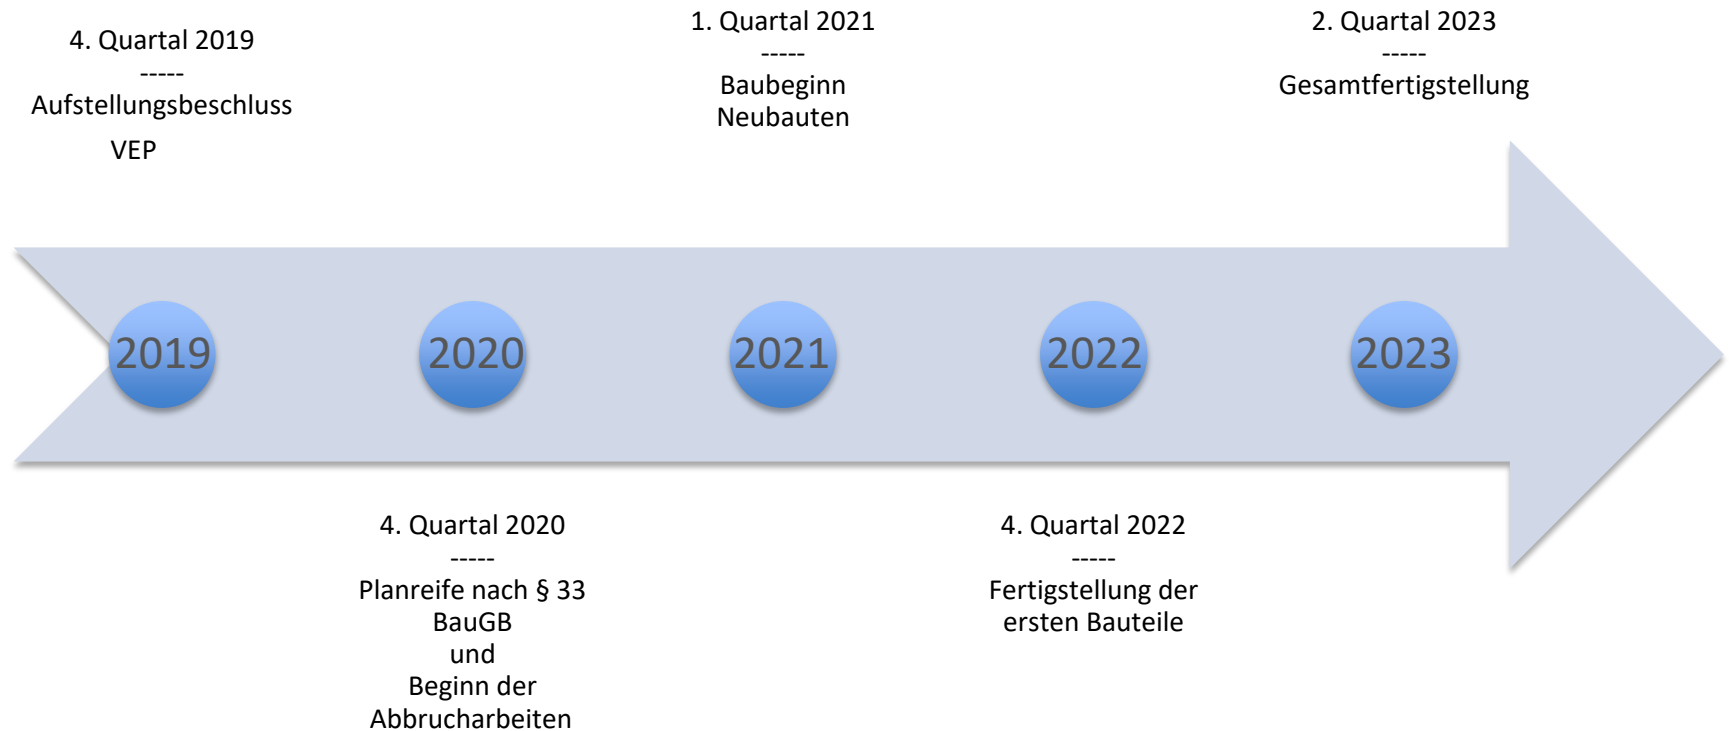 4. Quartal 2019
-----
Aufstellungsbeschluss
VEP
1. Quartal 2021
-----
Baubeginn
Neubauten
2. Quartal 2023
-----
Gesamtfertigstellung
2019
2020
2021
2022
2023
4. Quartal 2020
-----
Planreife nach § 33
BauGB
und
Beginn der
Abbrucharbeiten
4. Quartal 2022
-----
Fertigstellung der
ersten Bauteile